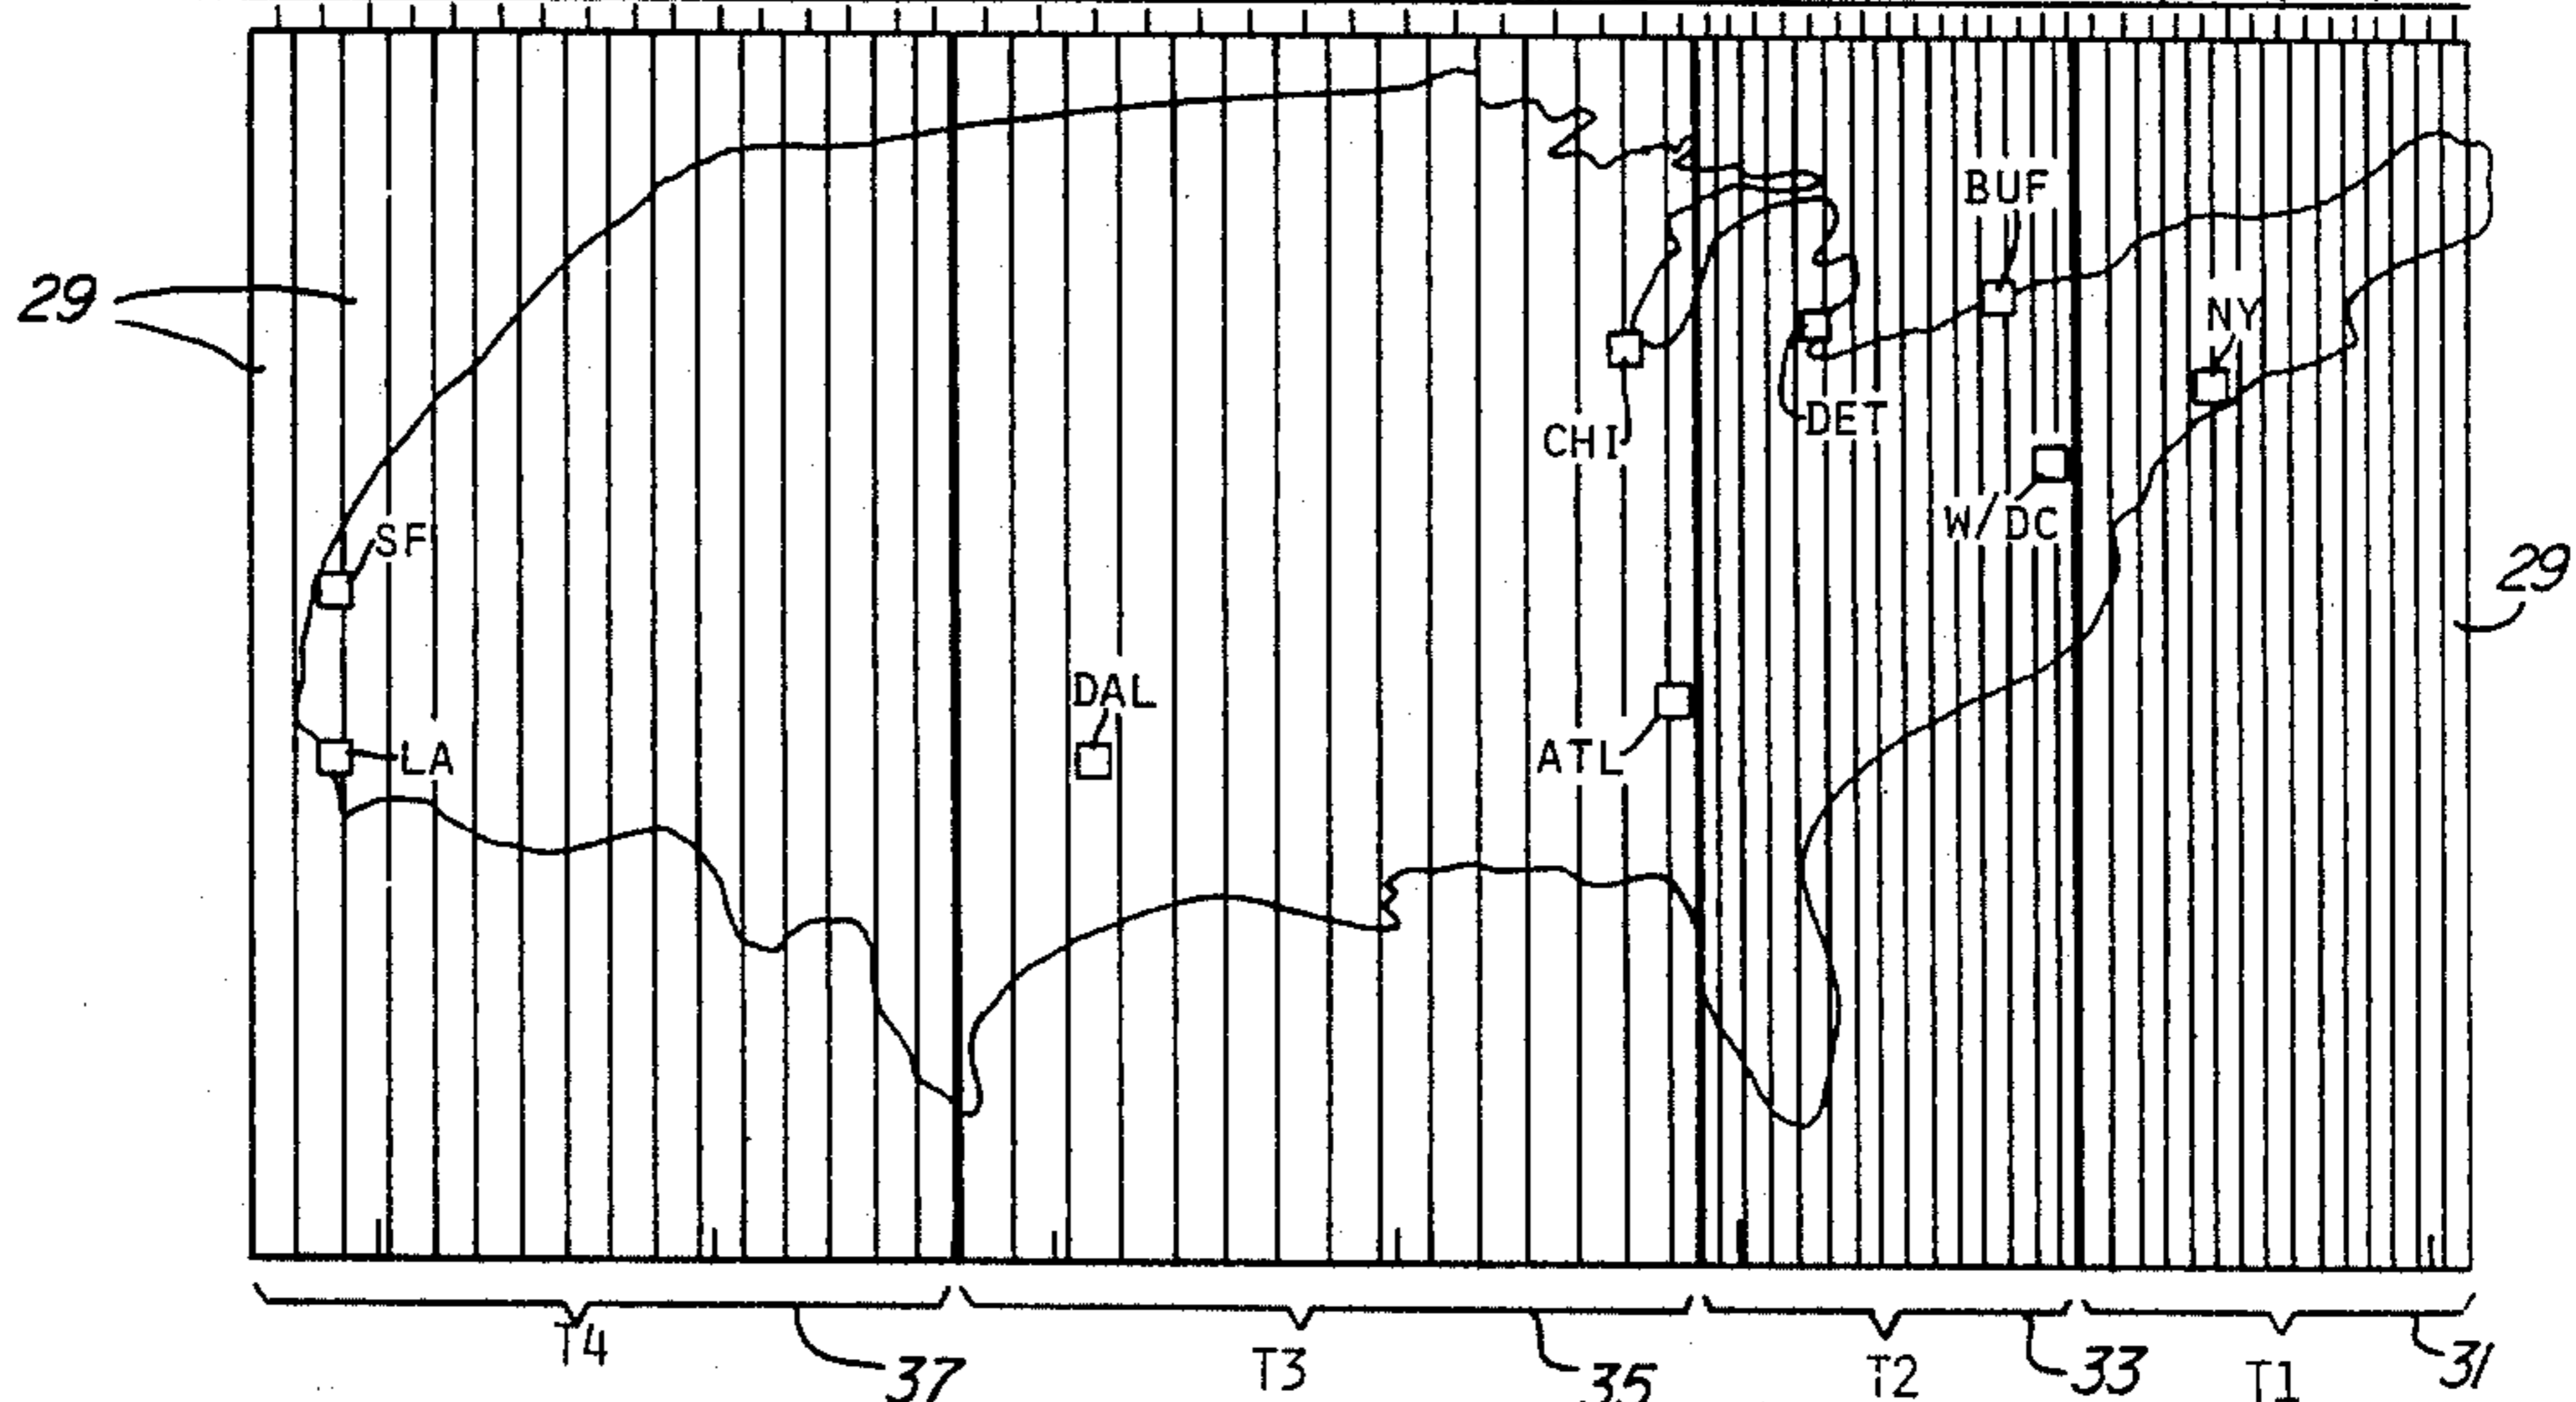 BUF
29
NY
CHI
DET
W/DC
SF
29
DAL
LA
ATL
T4
T3
T2
T1
37
35
33
31